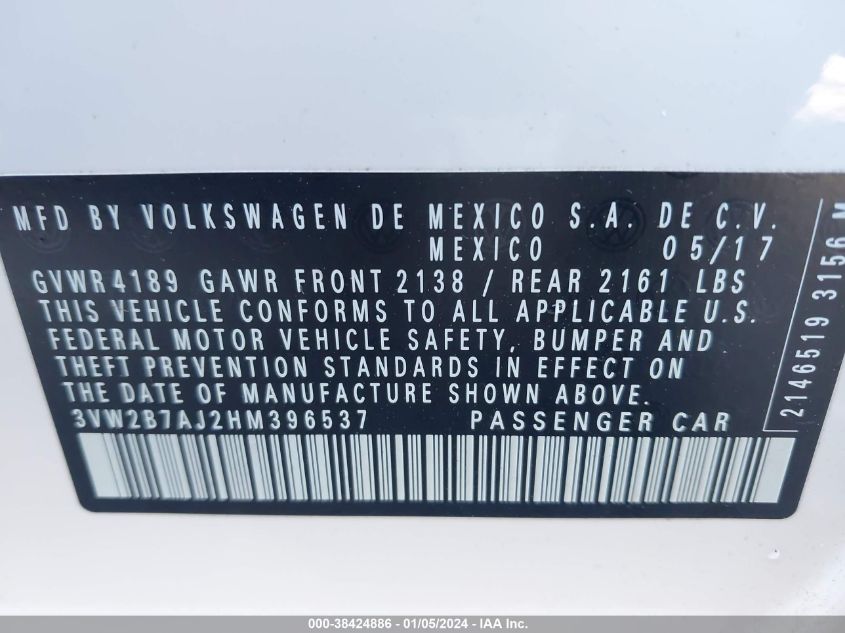 MFD BY VOLKSWAGEN DE MEXICO S.A. DE C.V.
MEXICO 05/17
GVWR 4189 GAWR FRONT 2138 / REAR 2161 LBS
THIS VEHICLE CONFORMS TO ALL APPLICABLE U.S.
FEDERAL MOTOR VEHICLE SAFETY, BUMPER AND
THEFT PREVENTION STANDARDS IN EFFECT ON
THE DATE OF MANUFACTURE SHOWN ABOVE.
3VW2B7AJ2HM396537 PASSENGER CAR
2146519 3156 M
000-38424886 - 01/05/2024 - © IAA Inc.